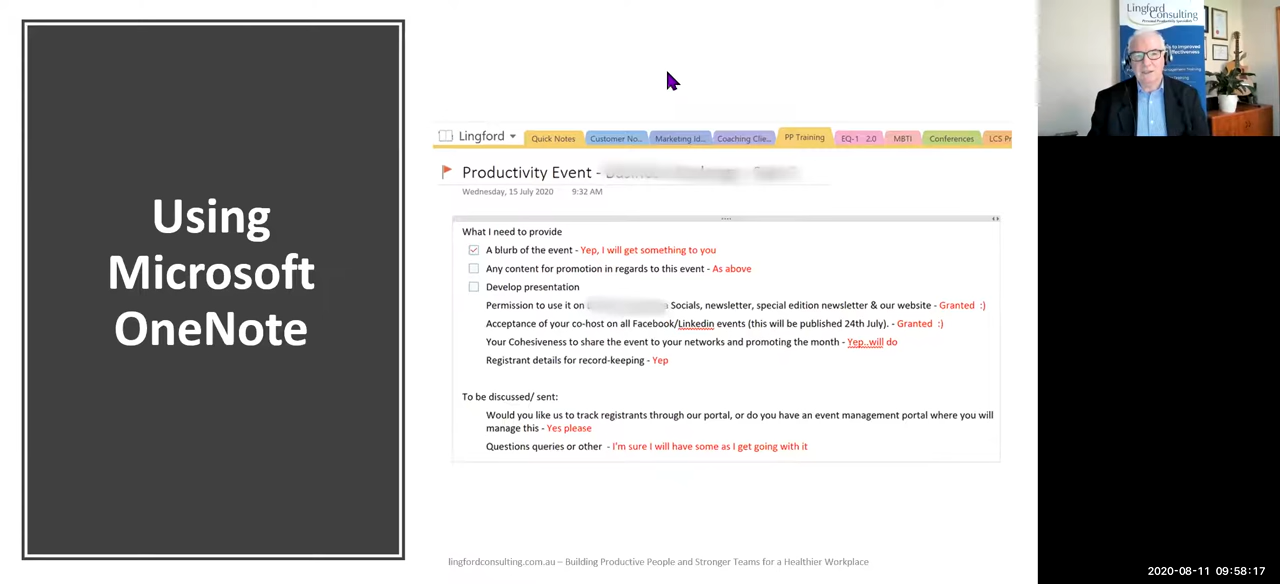 Using
Microsoft
OneNote
Lingford
Quick Notes
Customer No...
Marketing Id...
Coaching Clie...
PP Training
EQ-1 2.0
MBTI
Conferences
LCS Pr
Productivity Event -
Wednesday, 15 July 2020 9:32 AM
What I need to provide
A blurb of the event - Yep, I will get something to you
Any content for promotion in regards to this event - As above
Develop presentation
Permission to use it on Socials, newsletter, special edition newsletter & our website - Granted :)
Acceptance of your co-host on all Facebook/Linkedin events (this will be published 24th July). - Granted :)
Your Cohesiveness to share the event to your networks and promoting the month - Yep..will do
Registrant details for record-keeping - Yep
To be discussed/ sent:
Would you like us to track registrants through our portal, or do you have an event management portal where you will
manage this - Yes please
Questions queries or other - I'm sure I will have some as I get going with it
lingfordconsulting.com.au – Building Productive People and Stronger Teams for a Healthier Workplace
Lingford
Consulting
2020-08-11 09:58:17